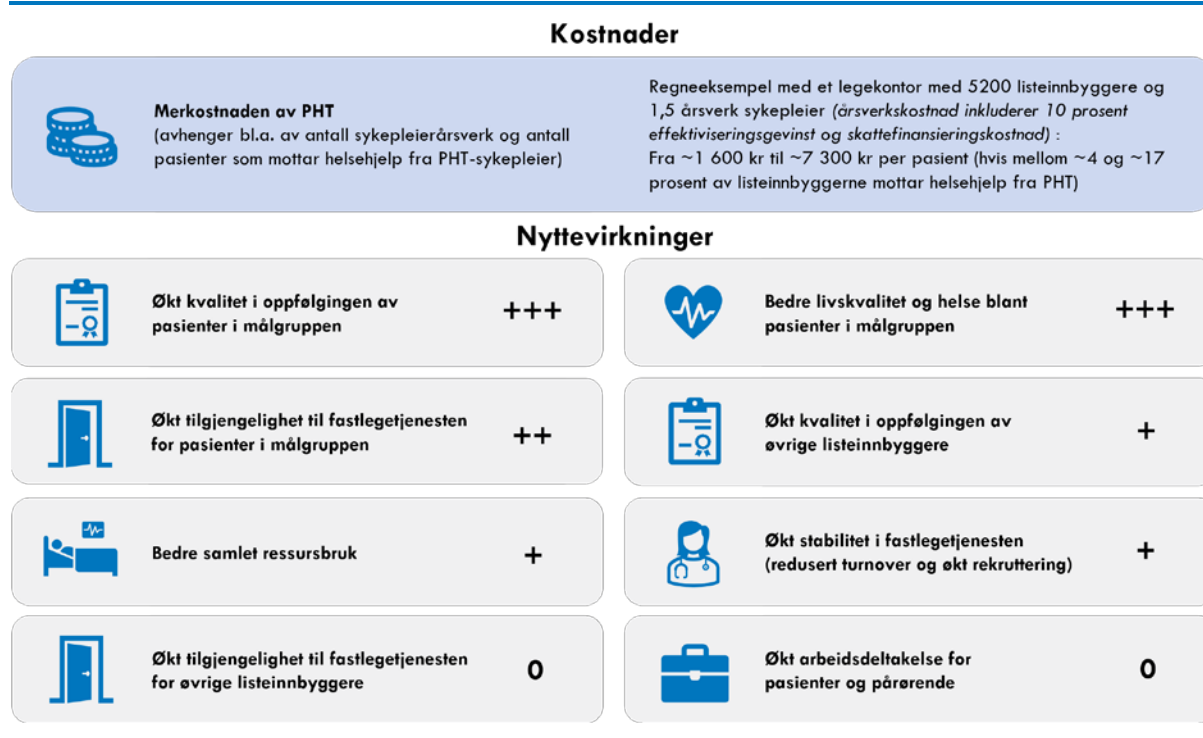 Kostnader
Merkostnaden av PHT
(avhenger bl.a. av antall sykepleierårsverk og antall
pasienter som mottar helsehjelp fra PHT-sykepleier)
Regneeksempel med et legekontor med 5200 listeinnbyggere og
1,5 årsverk sykepleier (årsverkskostnad inkluderer 10 prosent
effektiviseringsgevinst og skattefinansieringskostnad) :
Fra ~1 600 kr til ~7 300 kr per pasient (hvis mellom ~4 og ~17
prosent av listeinnbyggerne mottar helsehjelp fra PHT)
Nyttevirkninger
Økt kvalitet i oppfølgingen av
pasienter i målgruppen
+++
Bedre livskvalitet og helse blant
pasienter i målgruppen
+++
Økt tilgjengelighet til fastlegetjenesten
for pasienter i målgruppen
++
Økt kvalitet i oppfølgingen av
øvrige listeinnbyggere
+
Bedre samlet ressursbruk
+
Økt stabilitet i fastlegetjenesten
(redusert turnover og økt rekruttering)
+
Økt tilgjengelighet til fastlegetjenesten
for øvrige listeinnbyggere
0
Økt arbeidsdeltakelse for
pasienter og pårørende
0